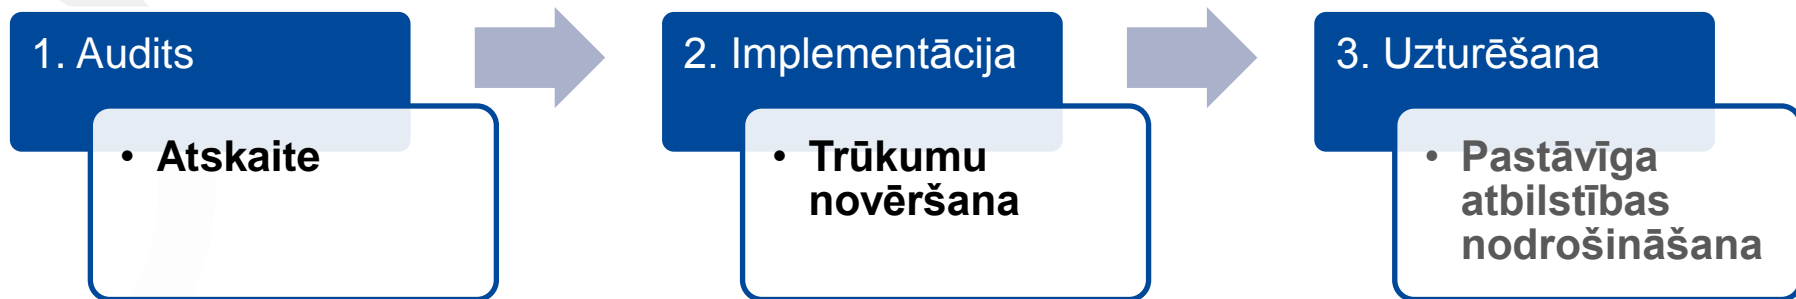 1. Audits
• Atskaite
2. Implementācija
• Trūkumu
novēršana
3. Uzturēšana
• Pastāvīga
atbilstības
nodrošināšana